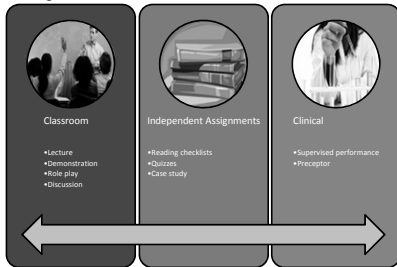 Classroom
•Lecture
•Demonstration
•Role play
•Discussion
Independent Assignments
•Reading checklists
•Quizzes
•Case study
Clinical
•Supervised performance
•Preceptor